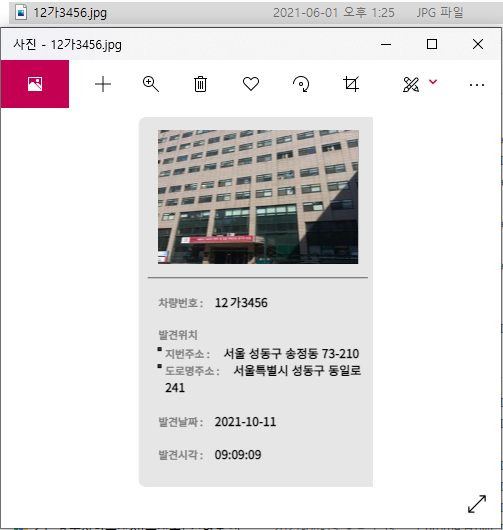 12가3456.jpg 2021-06-01 오후 1:25 JPG 파일
사진 - 12가3456.jpg
차량번호 : 12가3456
발견위치
지번주소 : 서울 성동구 송정동 73-210
도로명주소 : 서울특별시 성동구 동일로
241
발견날짜 : 2021-10-11
발견시각 : 09:09:09